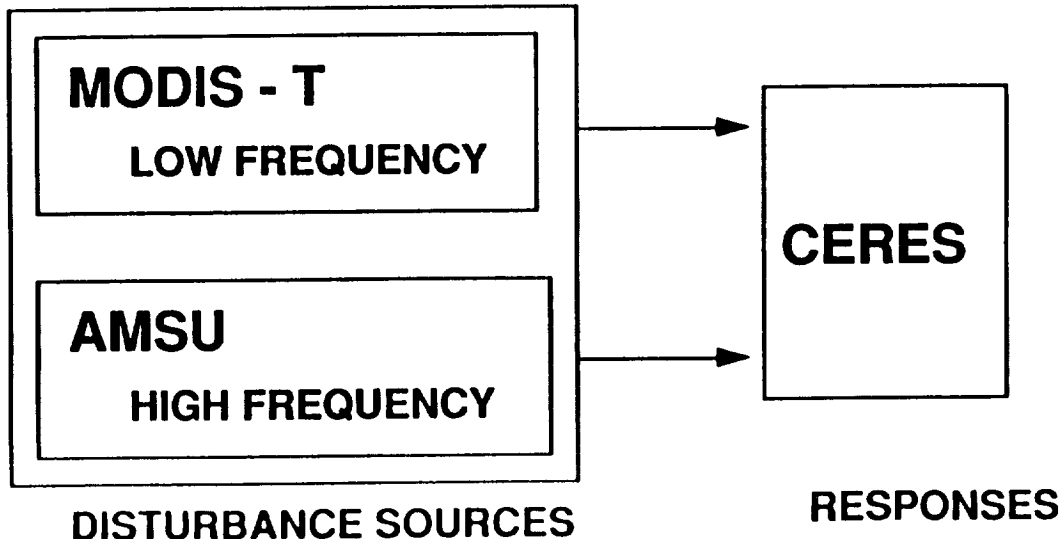 MODIS - T
LOW FREQUENCY
AMSU
HIGH FREQUENCY
CERES
DISTURBANCE SOURCES
RESPONSES